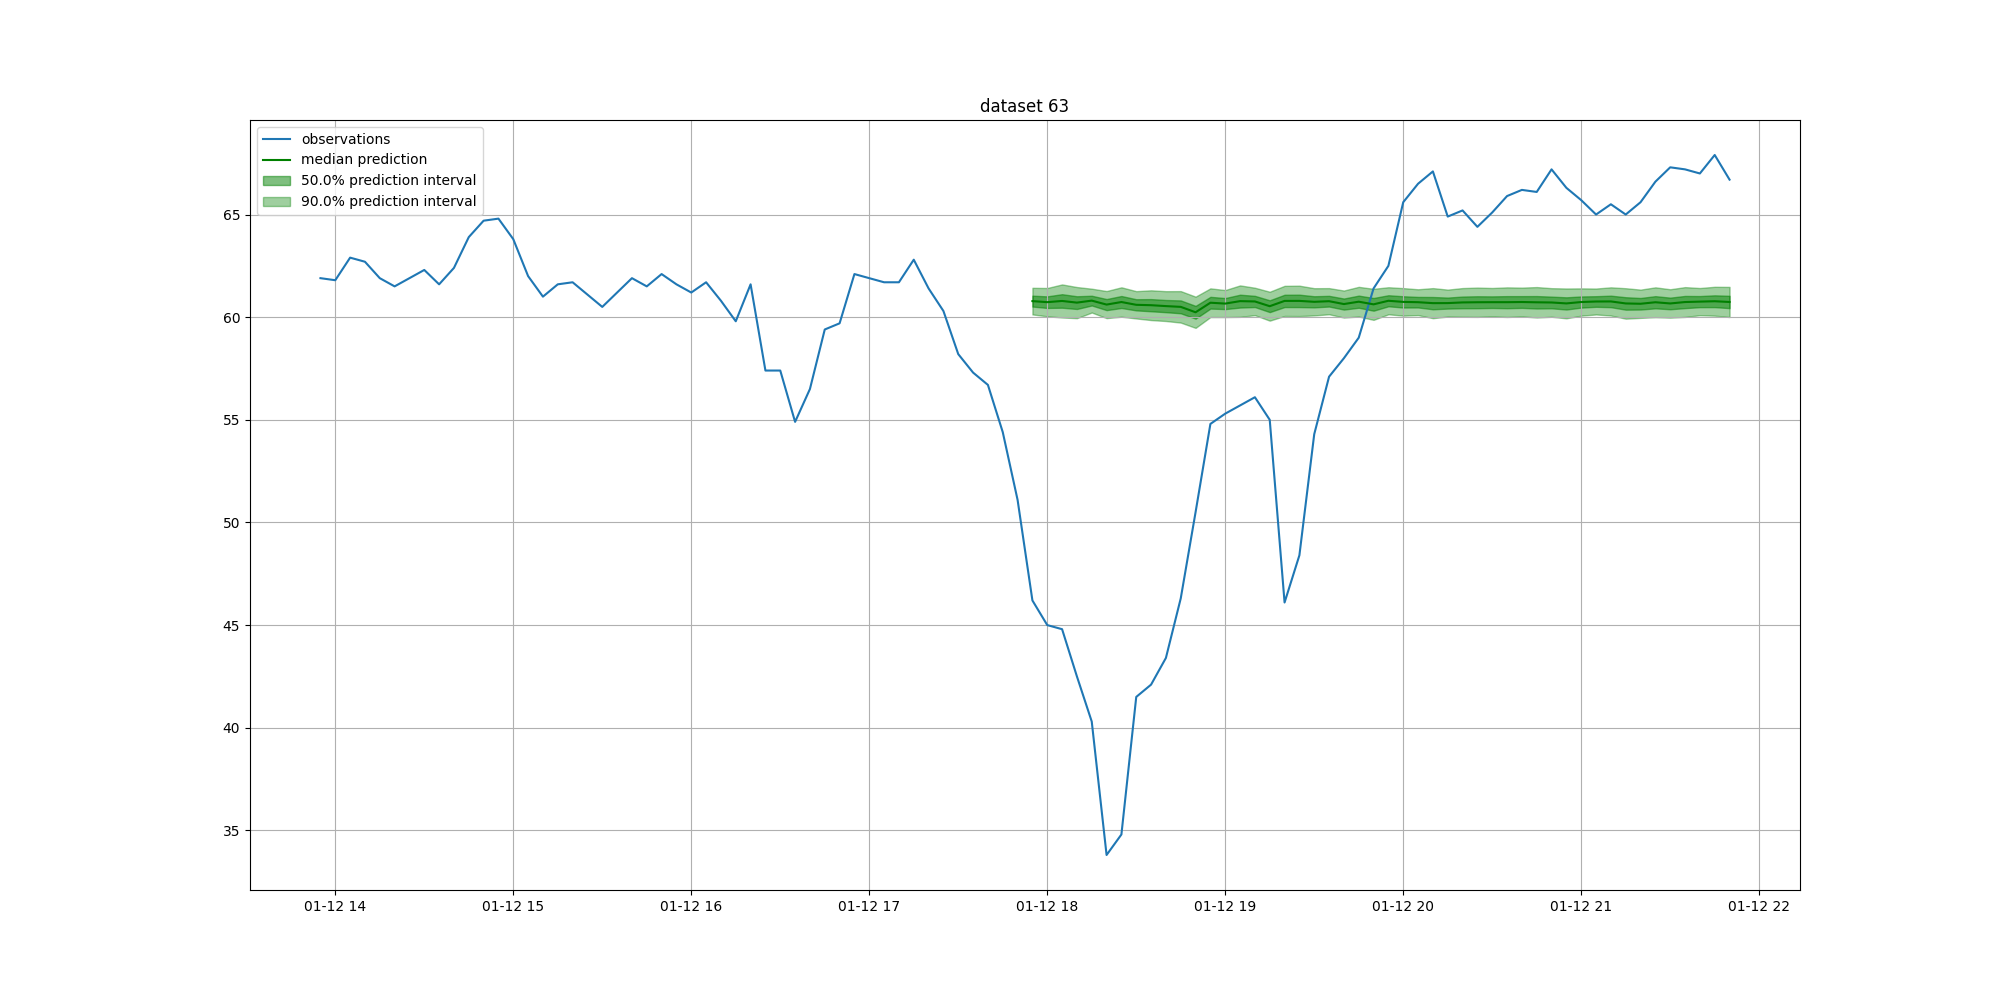 dataset 63
observations
median prediction
50.0% prediction interval
90.0% prediction interval
65
60
55
50
45
40
35
01-12 14 01-12 15 01-12 16 01-12 17 01-12 18 01-12 19 01-12 20 01-12 21 01-12 22